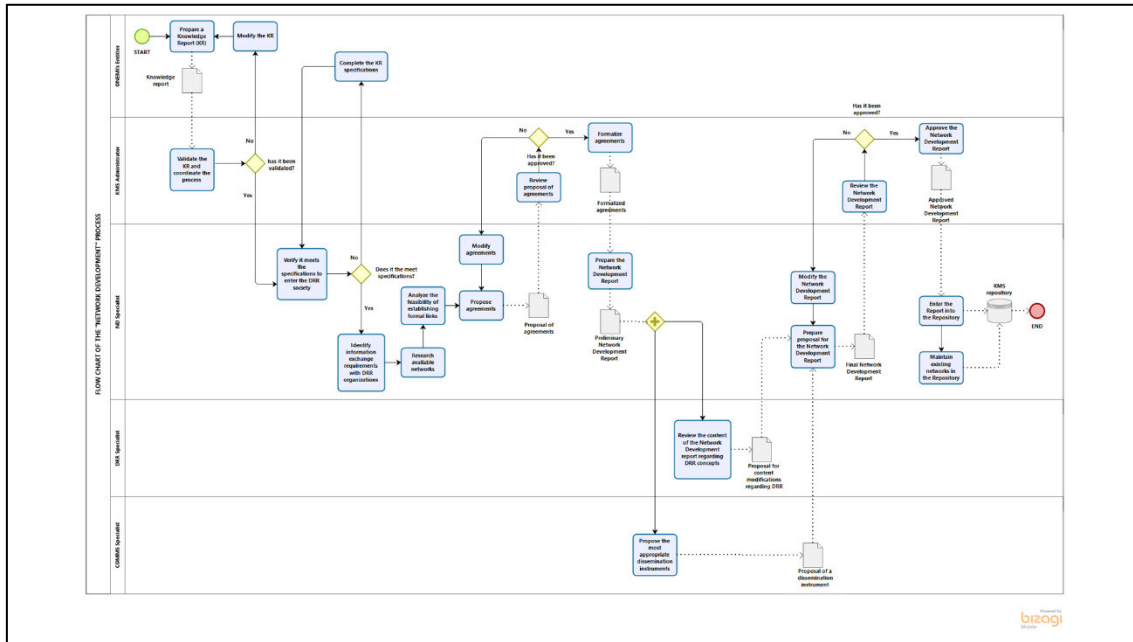 FLOW CHART OF THE "NETWORK DEVELOPMENT" PROCESS
ONEMI's Entities
START
Prepare a
Knowledge
Report (KR)
Modify the KR
Knowledge
report
Complete the KR
specifications
KMS Administrator
Validate the
KR and
coordinate the
process
No
has it been
validated?
Yes
No
Has it been
approved?
Yes
Review
proposal of
agreements
Formalize
agreements
Formalized
agreements
Has it been
approved?
No
Yes
Review the
Network
Development
Report
Approve the
Network
Development
Report
Approved
Network
Development
Report
ND Specialist
Verify it meets
the
specifications to
enter the DRR
society
No
Does it the meet
specifications?
Yes
Identify
information
exchange
requirements
with DRR
organizations
Analyze the
feasibility of
establishing
formal links
Research
available
networks
Modify
agreements
Propose
agreements
Proposal of
agreements
Prepare the
Network
Development
Report
Preliminary
Network
Development
Report
Modify the
Network
Development
Report
Prepare
proposal for
the Network
Development
Report
Final Network
Development
Report
Enter the
Report into
the Repository
Maintain
existing
networks in
the Repository
KMS
repository
END
DRR Specialist
Review the content
of the Network
Development
report regarding
DRR concepts
Proposal for
content
modifications
regarding DRR
COMMS Specialist
Propose the
most
appropriate
dissemination
instruments
Proposal of a
dissemination
instrument
Powered by
bizagi
Modeler